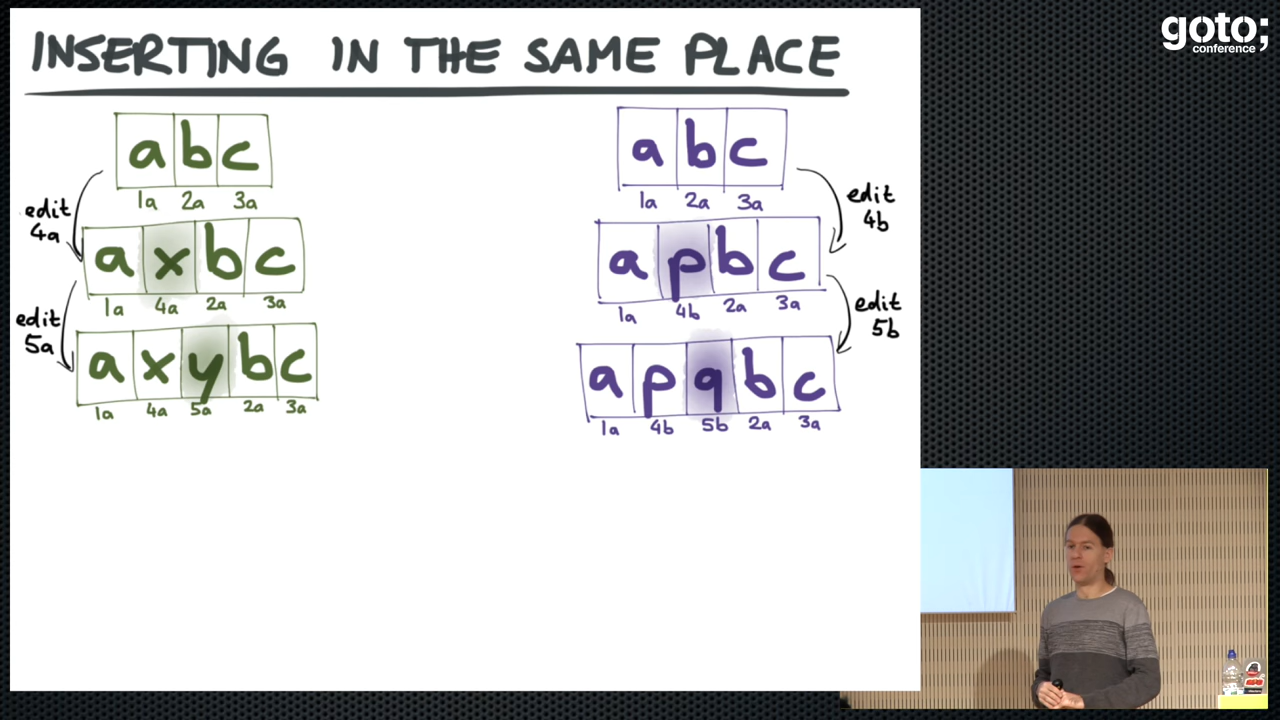 INSERTING IN THE SAME PLACE
goto;
conference
a b c
1a 2a 3a
edit
4a
a x b c
1a 4a 2a 3a
edit
5a
a x y b c
1a 4a 5a 2a 3a
a b c
1a 2a 3a
edit
4b
a p b c
1a 4b 2a 3a
edit
5b
a p q b c
1a 4b 5b 2a 3a